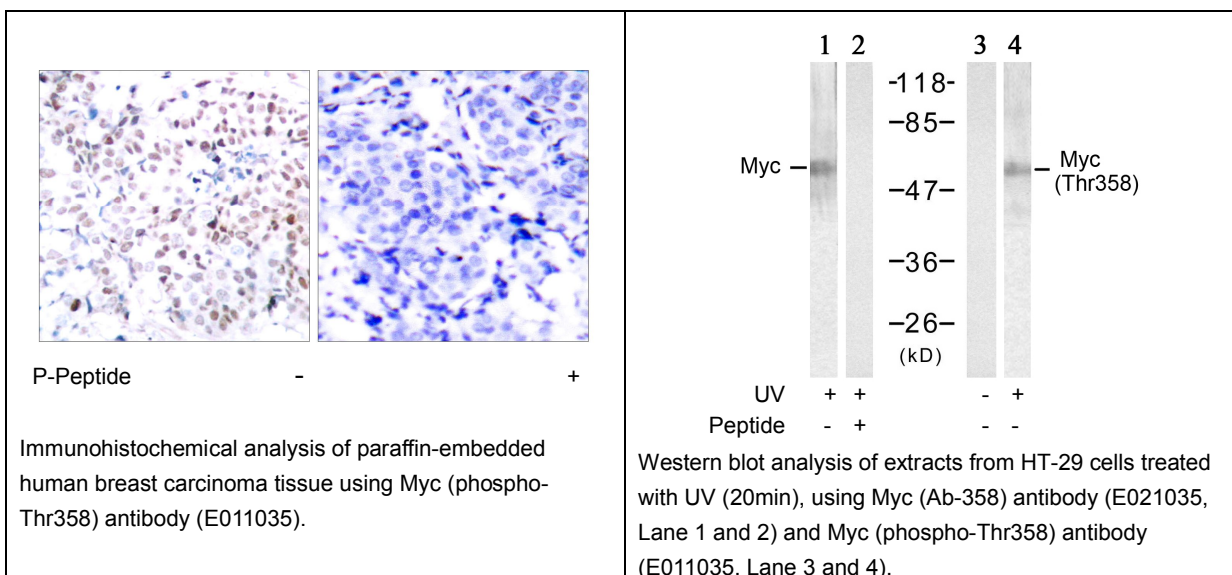 P-Peptide - +
Immunohistochemical analysis of paraffin-embedded
human breast carcinoma tissue using Myc (phospho-
Thr358) antibody (E011035).
1 2 3 4
-118-
-85-
Myc
Myc
(Thr358)
-47-
-36-
-26-
(kD)
UV + + - +
Peptide - + - -
Western blot analysis of extracts from HT-29 cells treated
with UV (20min), using Myc (Ab-358) antibody (E021035,
Lane 1 and 2) and Myc (phospho-Thr358) antibody
(E011035, Lane 3 and 4).